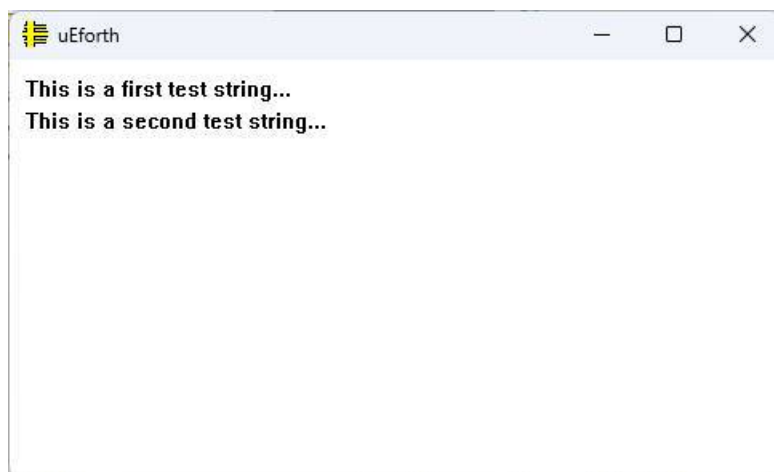 uEforth
This is a first test string...
This is a second test string...